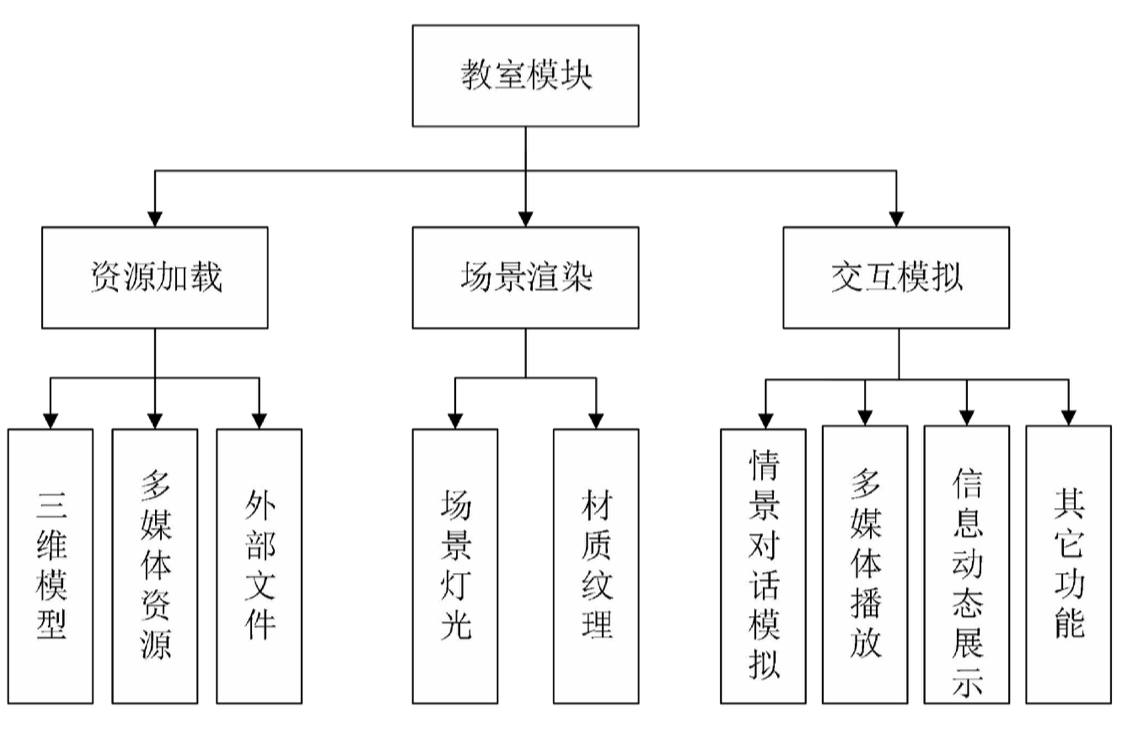 教室模块
资源加载
场景渲染
交互模拟
三维模型
多媒体资源
外部文件
场景灯光
材质纹理
情景对话模拟
多媒体播放
信息动态展示
其它功能